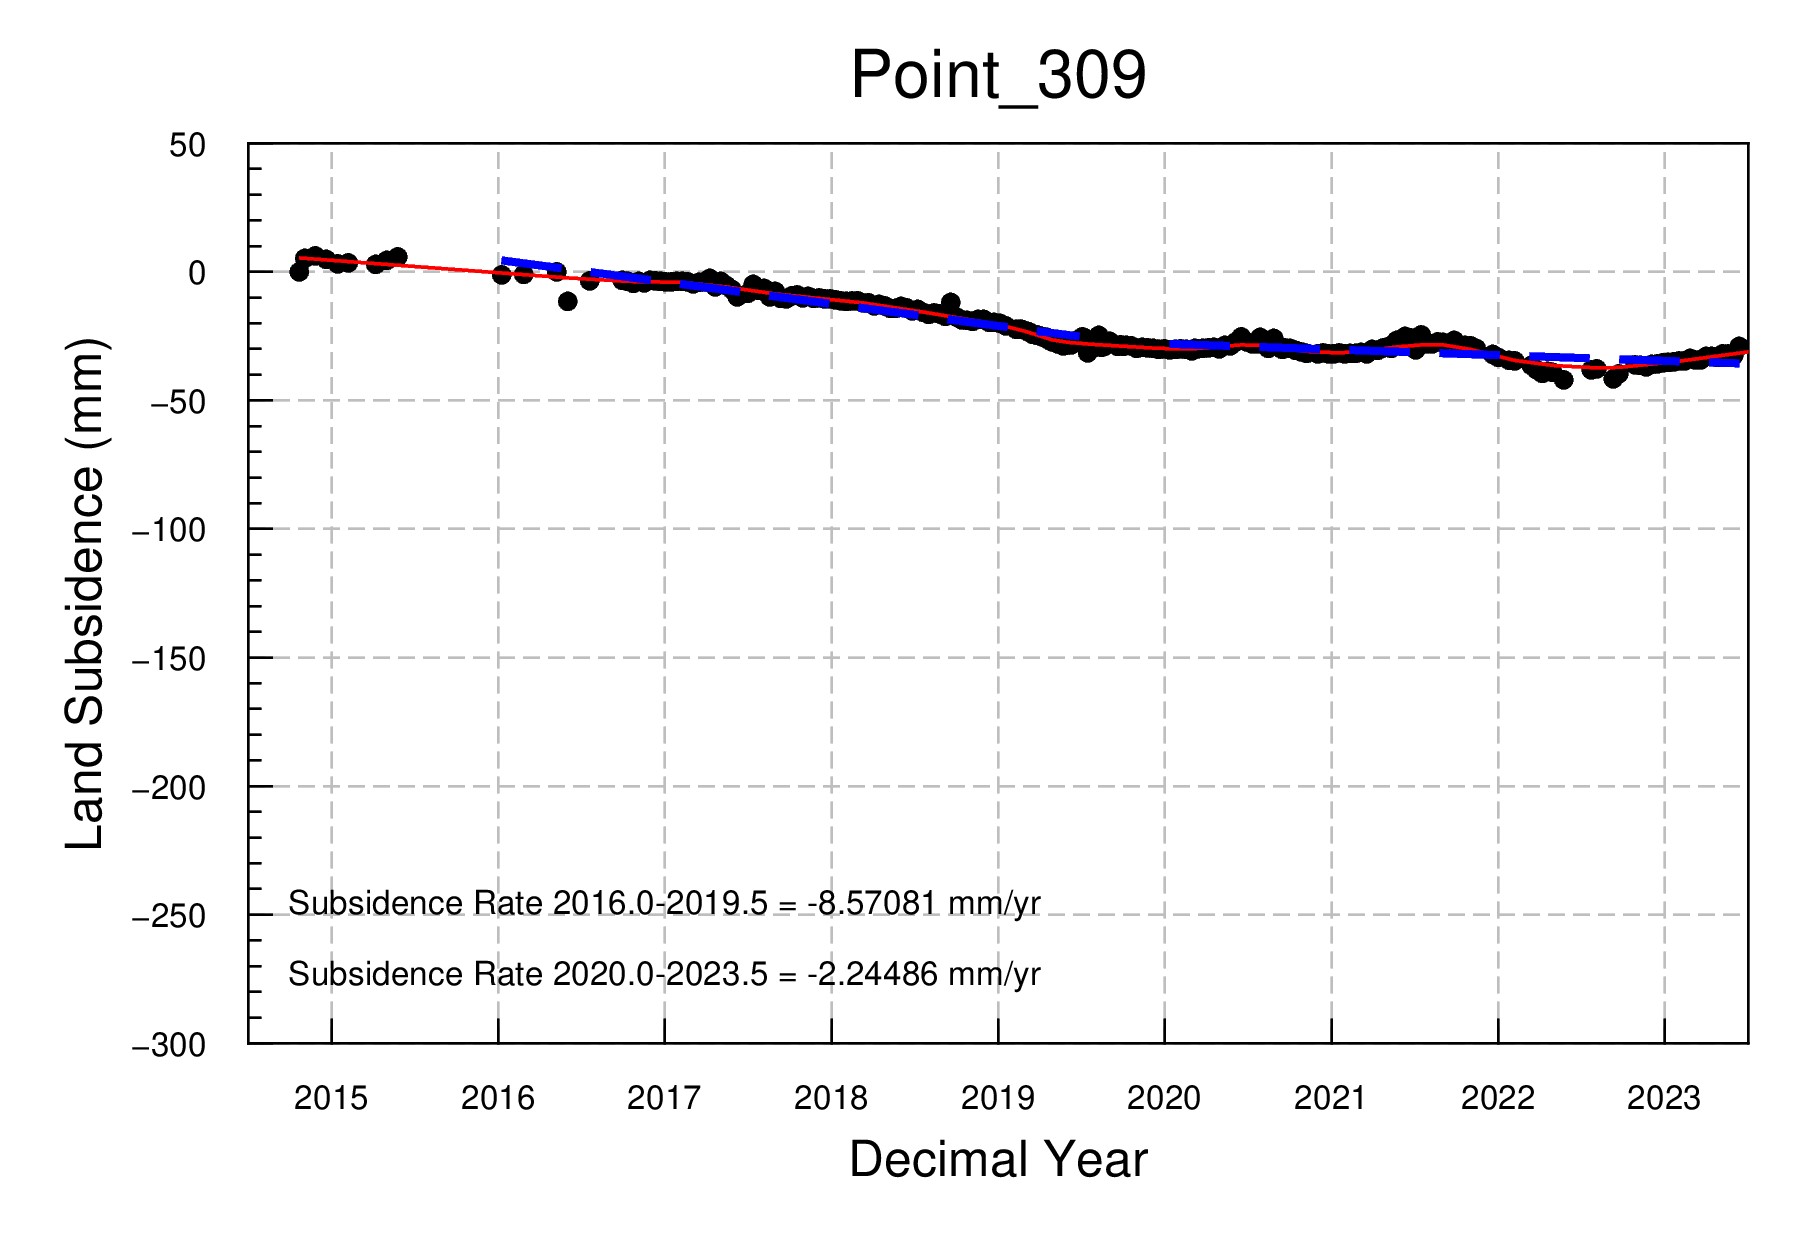 Point_309
50
0
−50
−100
−150
−200
−250
−300
Land Subsidence (mm)
Subsidence Rate 2016.0-2019.5 = -8.57081 mm/yr
Subsidence Rate 2020.0-2023.5 = -2.24486 mm/yr
2015 2016 2017 2018 2019 2020 2021 2022 2023
Decimal Year